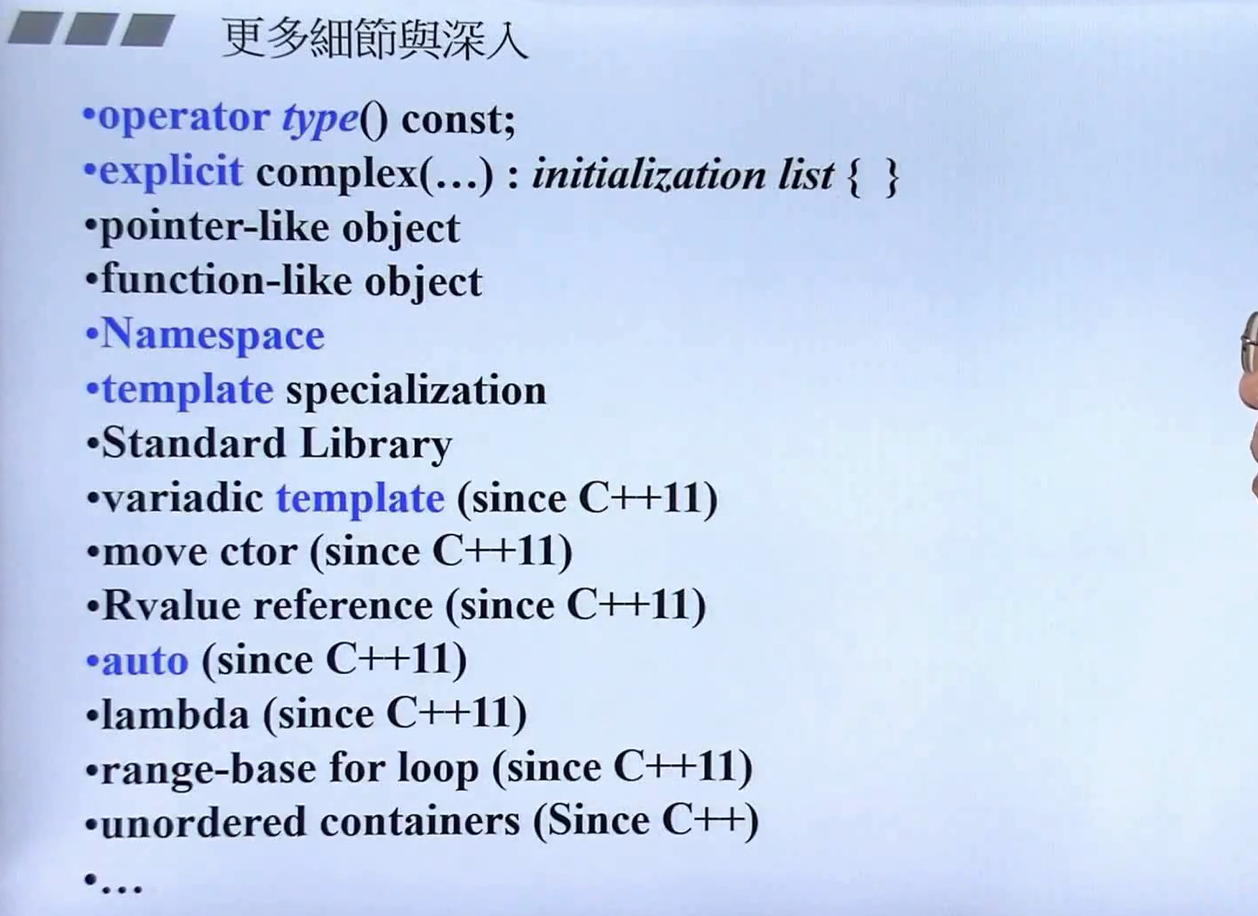 更多細節與深入
•operator type() const;
•explicit complex(…) : initialization list { }
•pointer-like object
•function-like object
•Namespace
•template specialization
•Standard Library
•variadic template (since C++11)
•move ctor (since C++11)
•Rvalue reference (since C++11)
•auto (since C++11)
•lambda (since C++11)
•range-base for loop (since C++11)
•unordered containers (Since C++)
•…